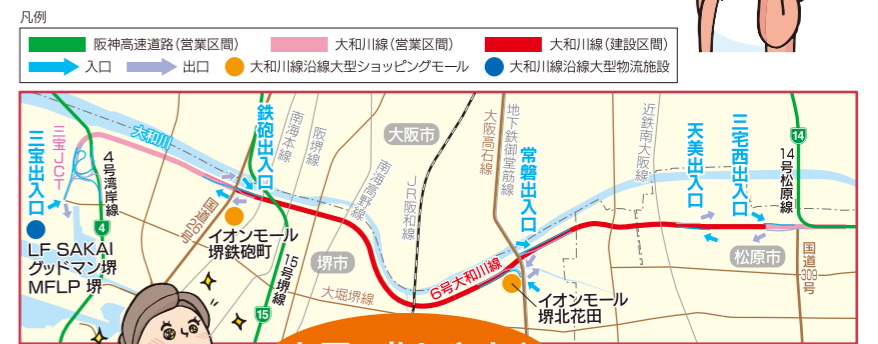 凡例
阪神高速道路(営業区間)
大和川線(営業区間)
大和川線(建設区間)
入口
出口
大和川線沿線大型ショッピングモール
大和川線沿線大型物流施設
三宝出入口
三宝JCT
4号湾岸線
4
大和川
鉄砲出入口
南海本線
阪堺線
大阪市
南海高野線
JR阪和線
大阪高石線
地下鉄御堂筋線
常磐出入口
近鉄南大阪線
天美出入口
三宅西出入口
14号松原線
14
国道26号
LF SAKAI
グッドマン堺
MFLP 堺
イオンモール
堺鉄砲町
15号堺線
15
堺市
大堀堺線
6号大和川線
イオンモール
堺北花田
松原市
国道
309
号